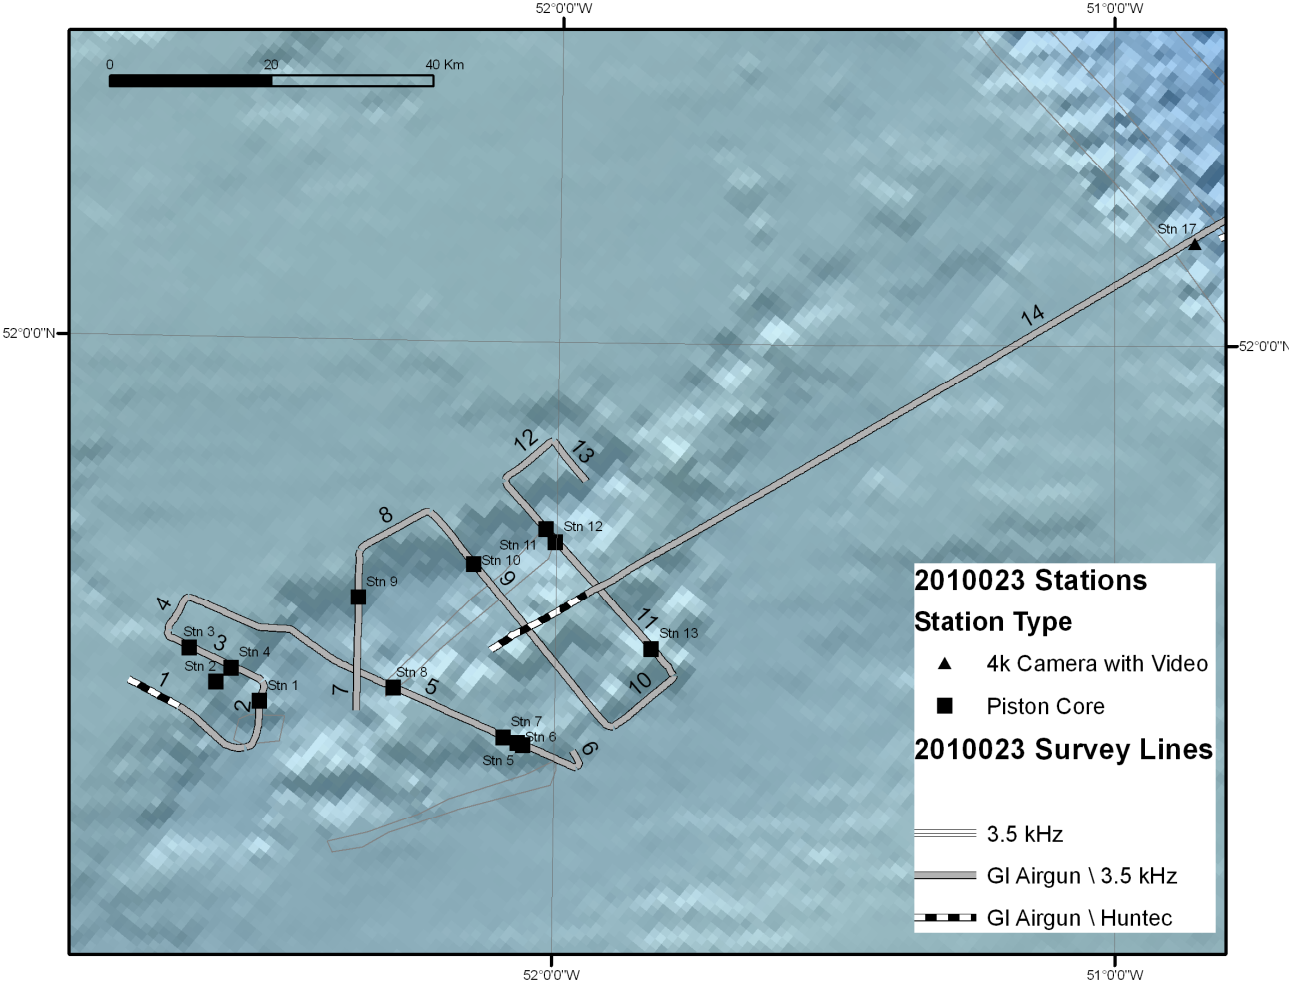 52°0'0"W
51°0'0"W
0
20
40 Km
Stn 17
14
52°0'0"N
52°0'0"N
12
13
8
Stn 12
Stn 11
Stn 10
9
Stn 9
4
Stn 3
3
Stn 4
Stn 2
1
Stn 1
2
7
Stn 8
5
11
Stn 13
10
Stn 7
Stn 6
Stn 5
6
2010023 Stations
Station Type
4k Camera with Video
Piston Core
2010023 Survey Lines
3.5 kHz
GI Airgun \ 3.5 kHz
GI Airgun \ Huntec
52°0'0"W
51°0'0"W